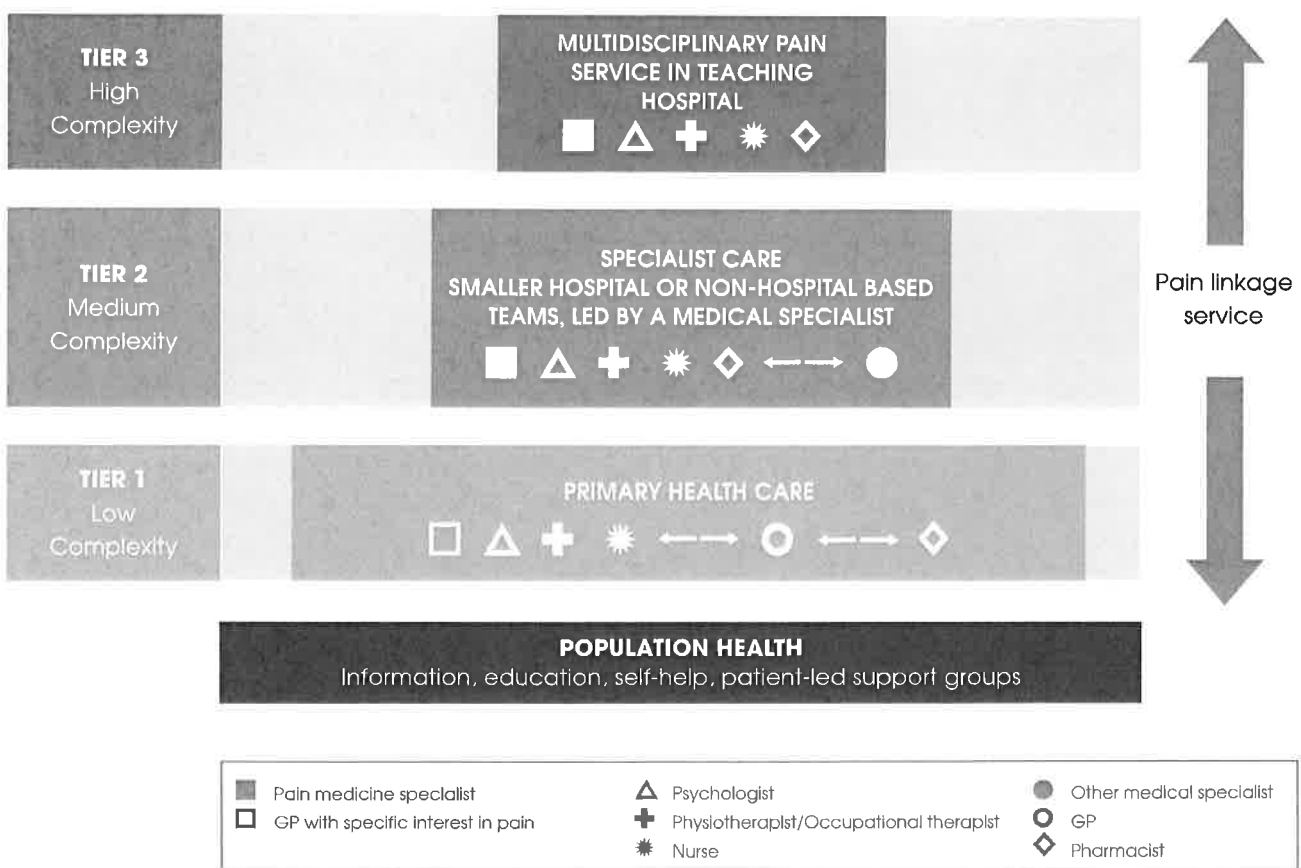 TIER 3
High
Complexity
MULTIDISCIPLINARY PAIN
SERVICE IN TEACHING
HOSPITAL
TIER 2
Medium
Complexity
SPECIALIST CARE
SMALLER HOSPITAL OR NON-HOSPITAL BASED
TEAMS, LED BY A MEDICAL SPECIALIST
Pain linkage
service
TIER 1
Low
Complexity
PRIMARY HEALTH CARE
POPULATION HEALTH
Information, education, self-help, patient-led support groups
Pain medicine specialist
GP with specific interest in pain
Psychologist
Physiotherapist/Occupational therapist
Nurse
Other medical specialist
GP
Pharmacist